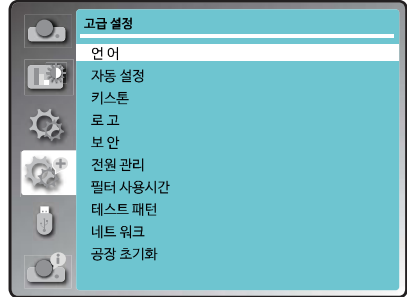 고급 설정
언 어
자동 설정
키스톤
로 고
보 안
전원 관리
필터 사용시간
테스트 패턴
네트 워크
공장 초기화